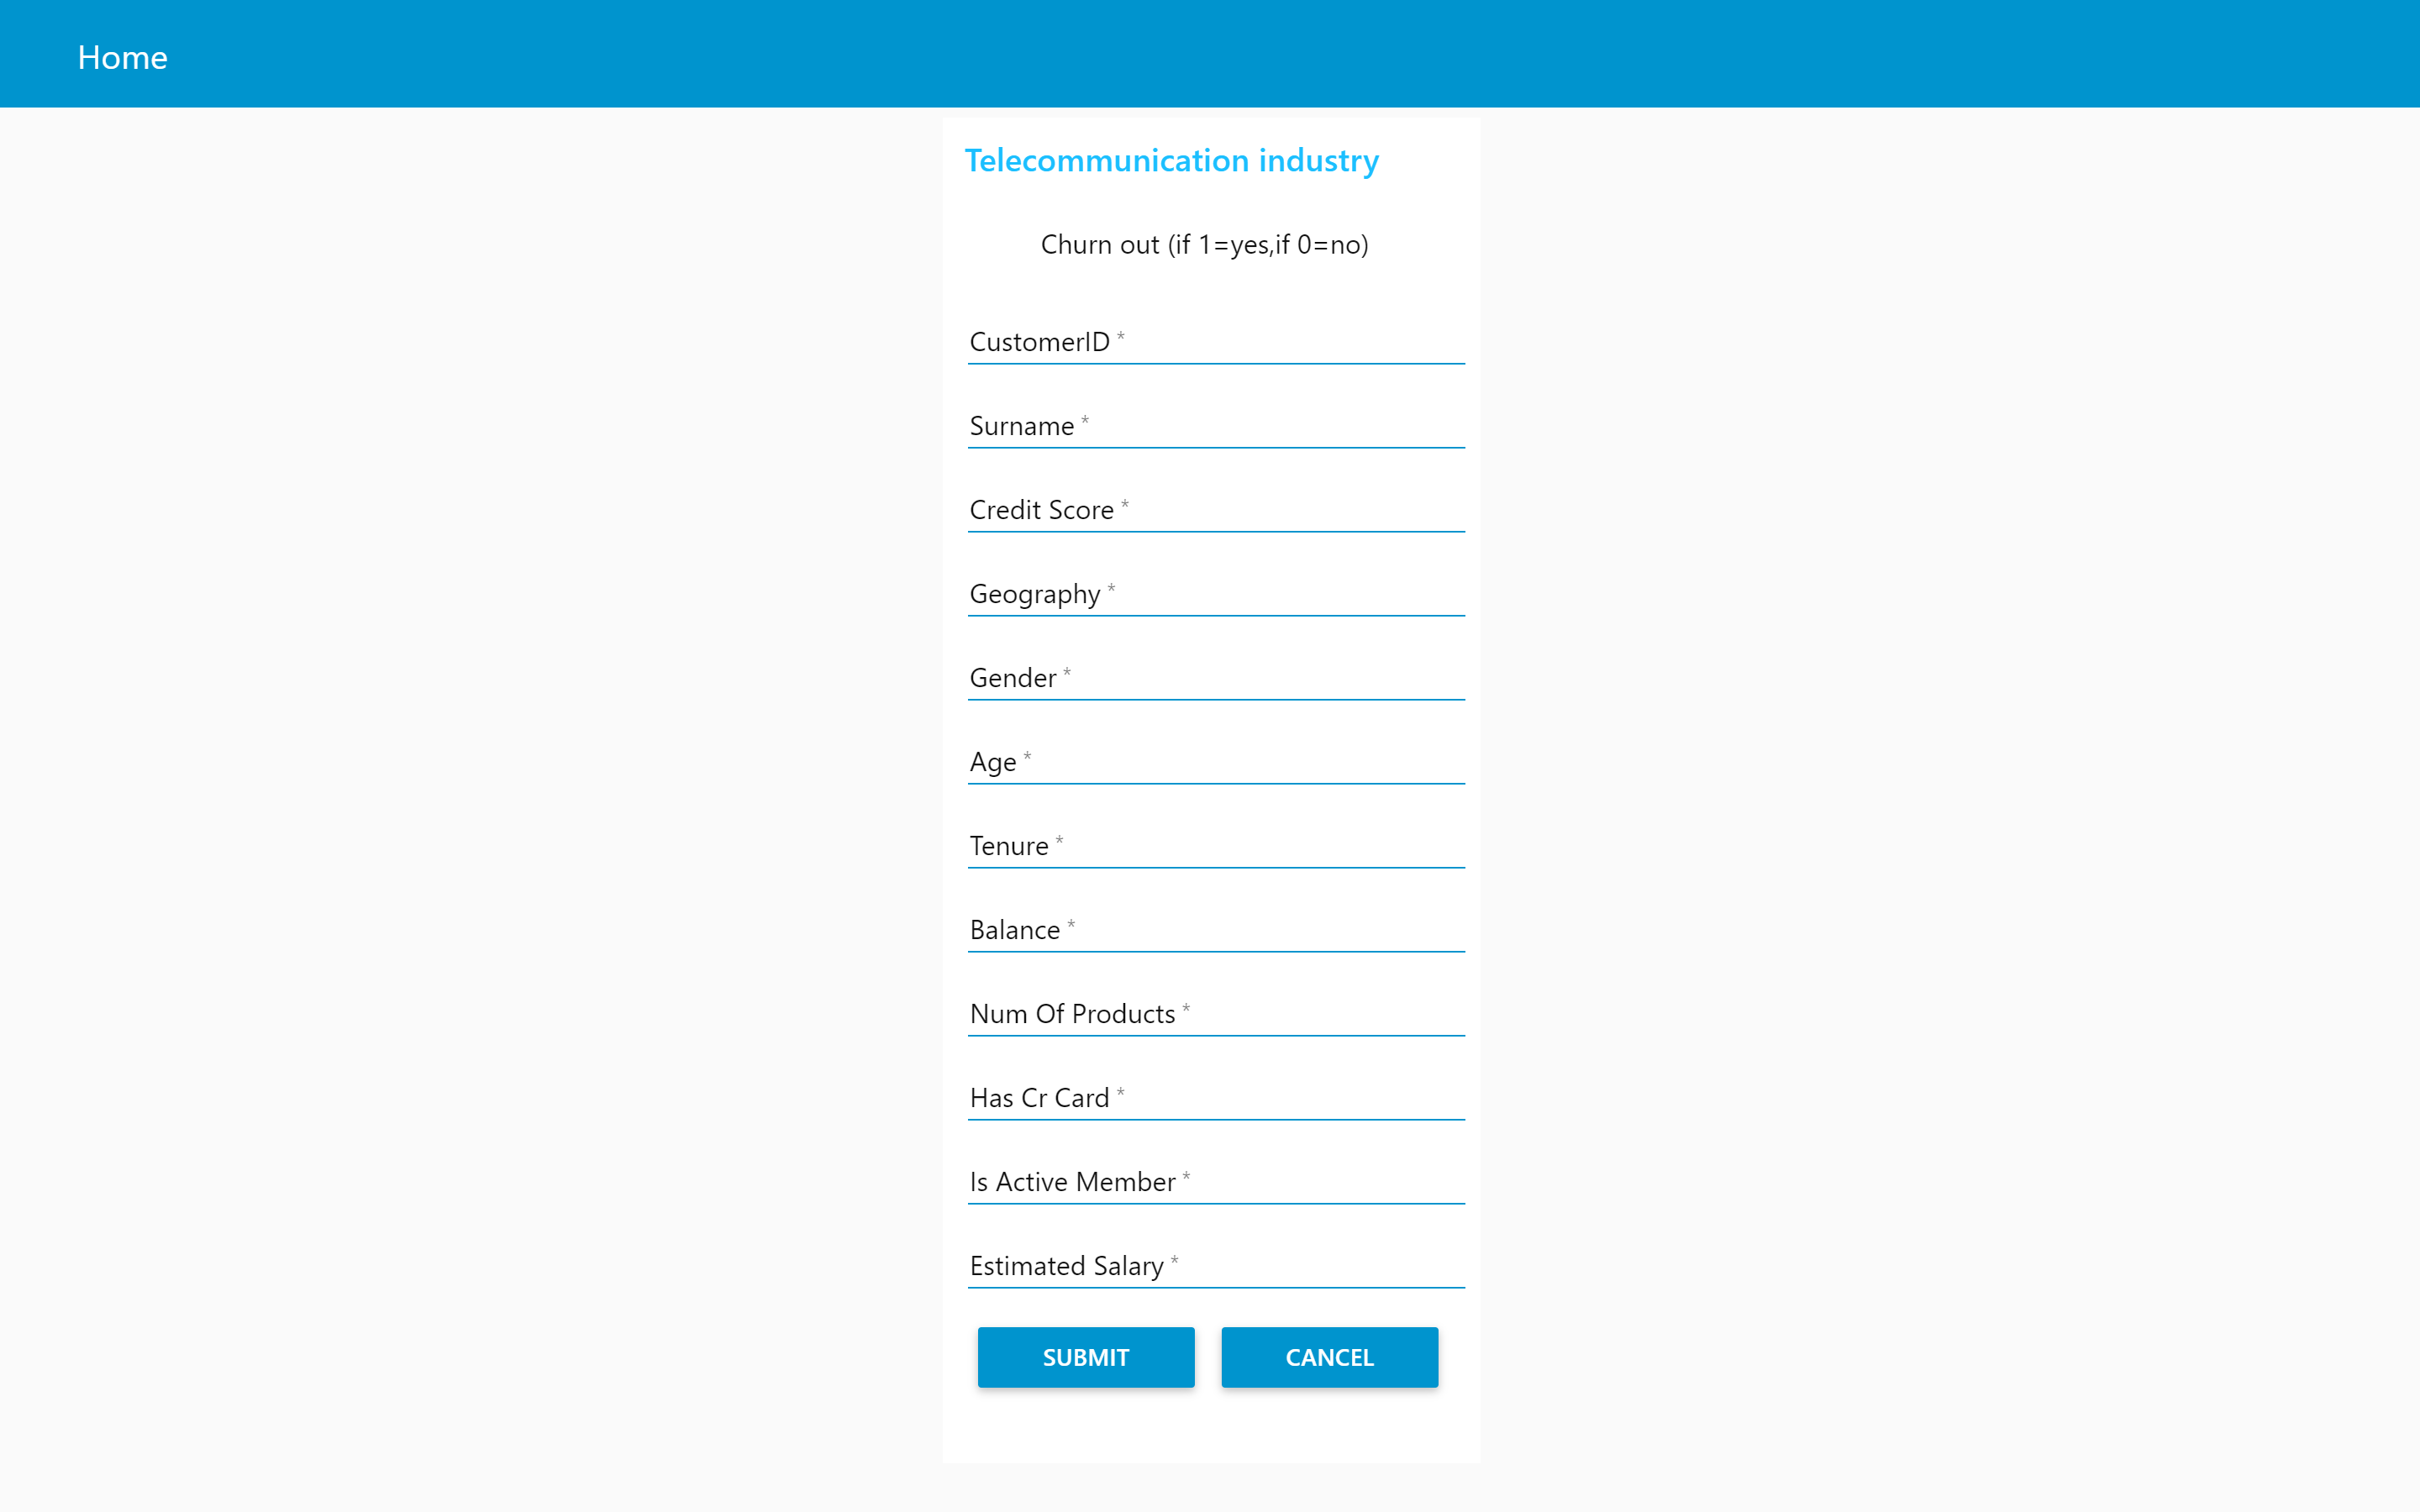 Home
Telecommunication industry
Churn out (if 1=yes,if 0=no)
CustomerID *
Surname *
Credit Score *
Geography *
Gender *
Age *
Tenure *
Balance *
Num Of Products *
Has Cr Card *
Is Active Member *
Estimated Salary *
SUBMIT CANCEL